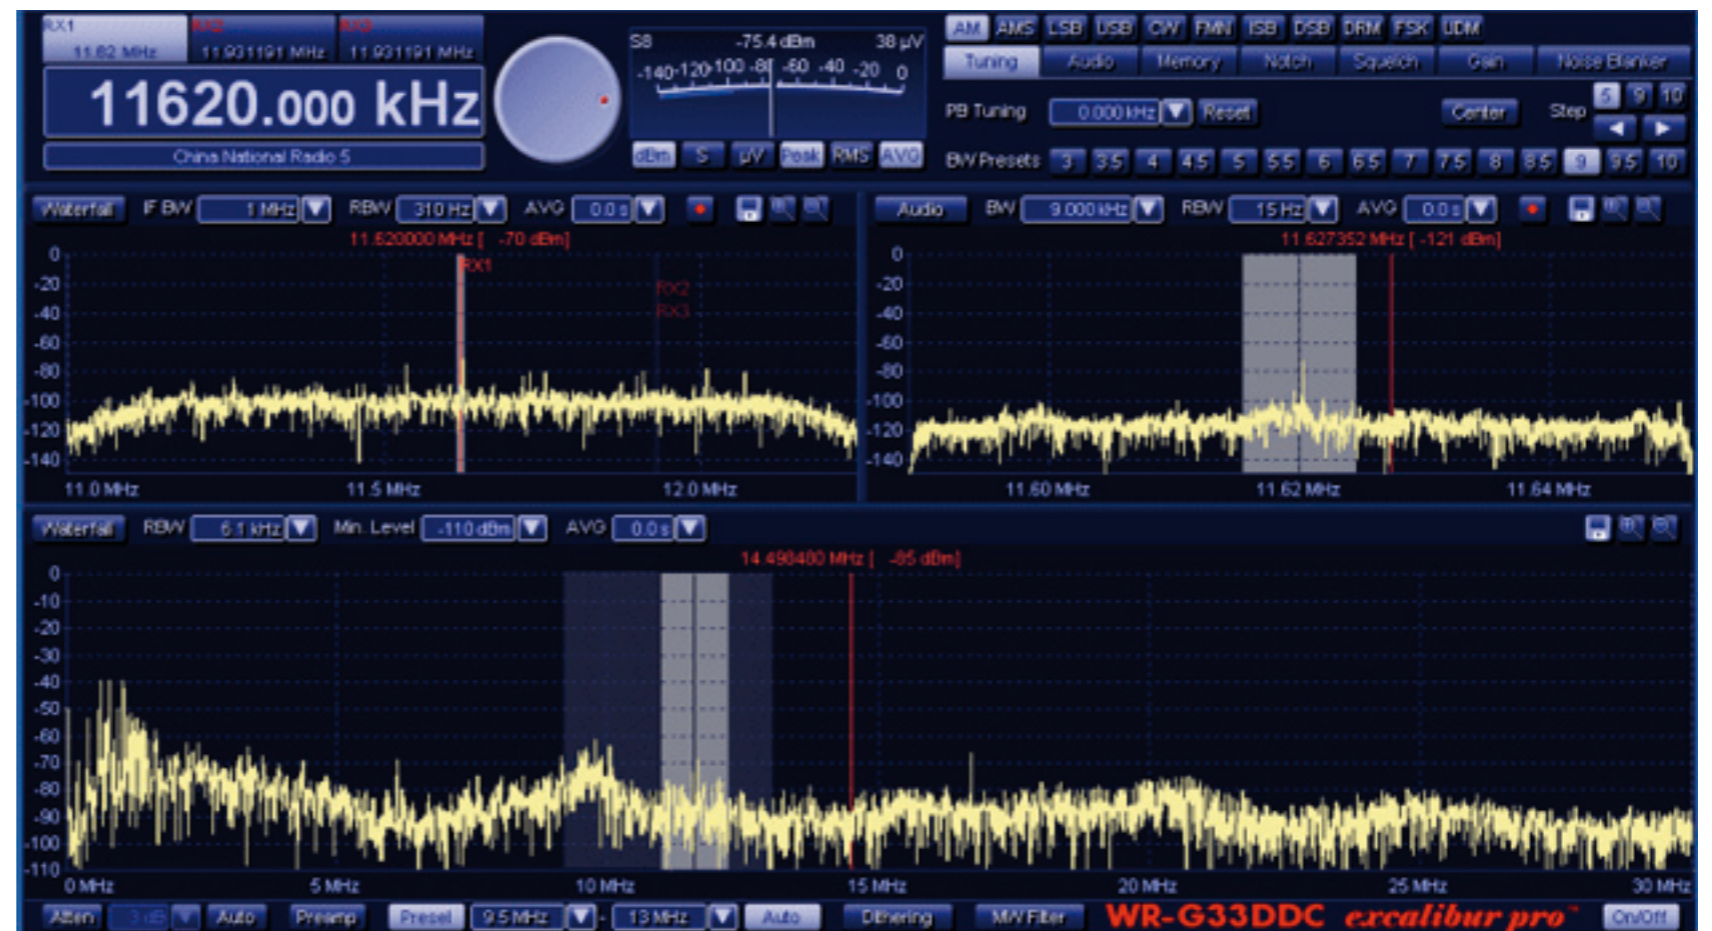 RX1 RX2 RX3
11.62 MHz 11.931191 MHz 11.931191 MHz
11620.000 kHz
China National Radio 5
S8 -75.4 dBm 38 µV
-140 -120 -100 -80 -60 -40 -20 0
dBm S µV Peak RMS AVG
AM AMS LSB USB CW FMN ISB DSB DRM FSK UDM
Tuning Audio Memory Notch Squelch Gain Noise Blanker
PB Tuning 0.000 kHz Reset Center Step 5 9 10
BW Presets 3 3.5 4 4.5 5 5.5 6 6.5 7 7.5 8 8.5 9 9.5 10
Waterfall IF BW 1 MHz RBW 310 Hz AVG 0.0 s
11.620000 MHz [ -70 dBm]
RX1
RX2
RX3
0
-20
-40
-60
-80
-100
-120
-140
11.0 MHz 11.5 MHz 12.0 MHz
Audio BW 9.000 kHz RBW 15 Hz AVG 0.0 s
11.627352 MHz [ -121 dBm]
0
-20
-40
-60
-80
-100
-120
-140
11.60 MHz 11.62 MHz 11.64 MHz
Waterfall RBW 6.1 kHz Min. Level -110 dBm AVG 0.0 s
14.498480 MHz [ -85 dBm]
0
-10
-20
-30
-40
-50
-60
-70
-80
-90
-100
-110
0 MHz 5 MHz 10 MHz 15 MHz 20 MHz 25 MHz 30 MHz
Atten 3 dB Auto Preamp Presel 9.5 MHz - 13 MHz Auto Dithering MW Filter WR-G33DDC excalibur pro™ On/Off